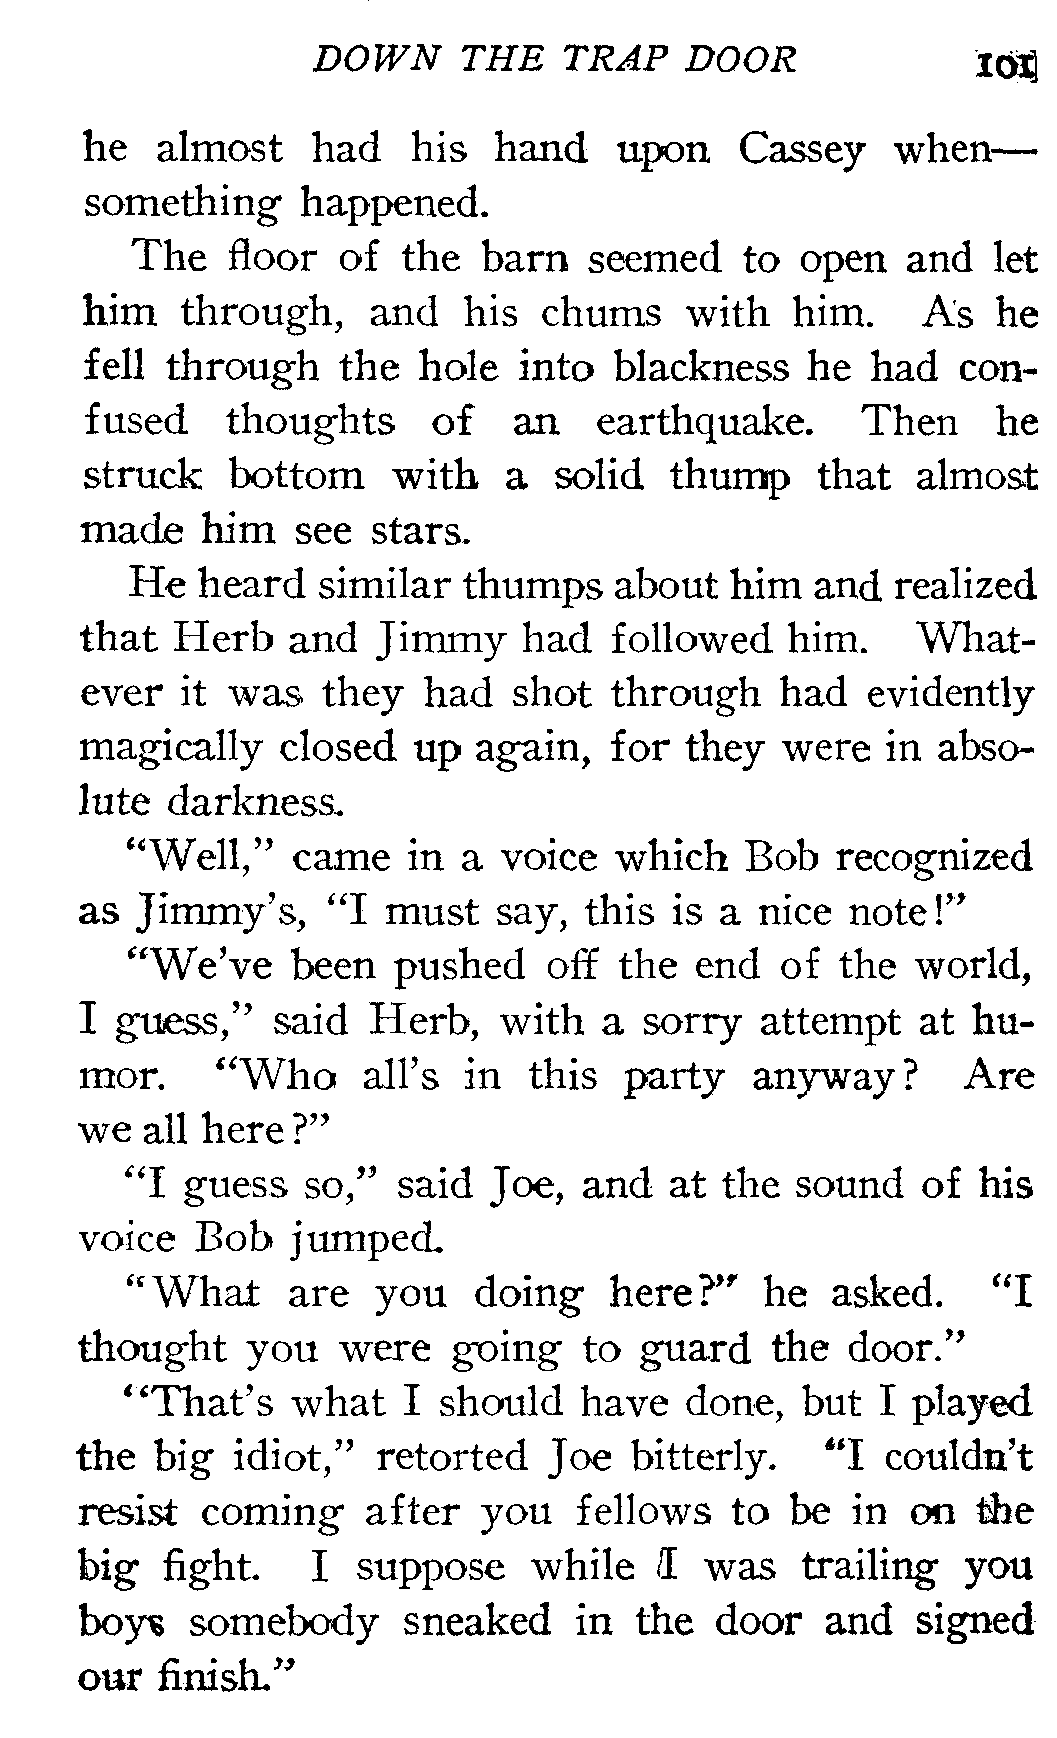 DOWN THE TRAP DOOR 101
he almost had his hand upon Cassey when—
something happened.
The floor of the barn seemed to open and let
him through, and his chums with him. As he
fell through the hole into blackness he had con-
fused thoughts of an earthquake. Then he
struck bottom with a solid thump that almost
made him see stars.
He heard similar thumps about him and realized
that Herb and Jimmy had followed him. What-
ever it was they had shot through had evidently
magically closed up again, for they were in abso-
lute darkness.
“Well,” came in a voice which Bob recognized
as Jimmy’s, “I must say, this is a nice note!”
“We’ve been pushed off the end of the world,
I guess,” said Herb, with a sorry attempt at hu-
mor. “Who all’s in this party anyway? Are
we all here?”
“I guess so,” said Joe, and at the sound of his
voice Bob jumped.
“What are you doing here?” he asked. “I
thought you were going to guard the door.”
“That’s what I should have done, but I played
the big idiot,” retorted Joe bitterly. “I couldn’t
resist coming after you fellows to be in on the
big fight. I suppose while I was trailing you
boys somebody sneaked in the door and signed
our finish.”